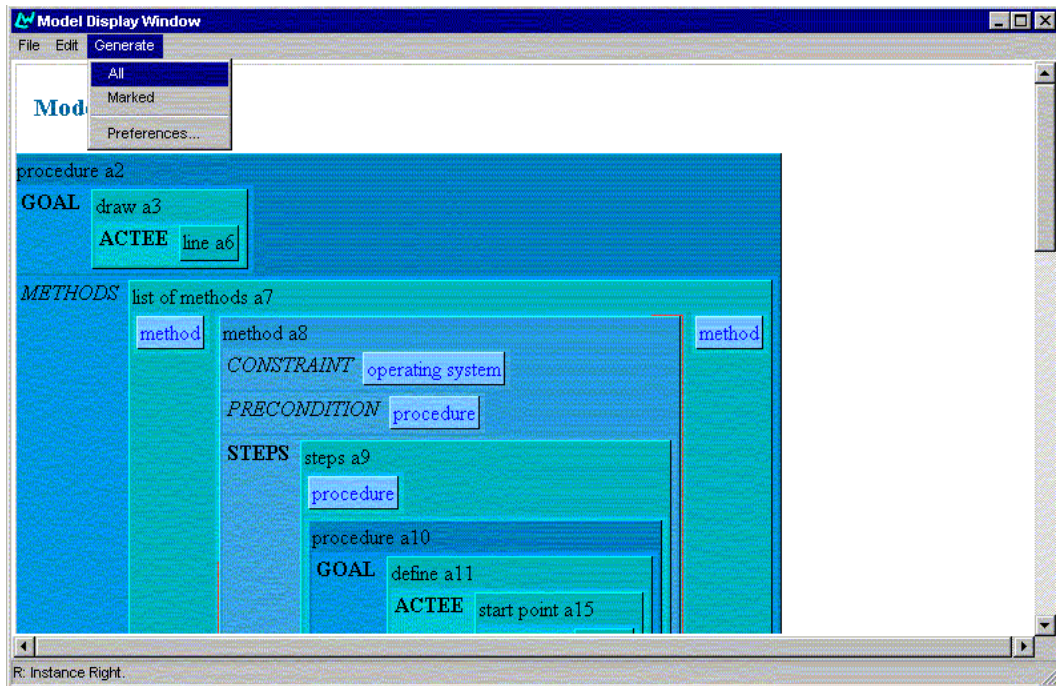 Model Display Window
File Edit Generate
All
Marked
Preferences...
procedure a2
GOAL draw a3
ACTEE line a6
METHODS list of methods a7
method method a8 method
CONSTRAINT operating system
PRECONDITION procedure
STEPS steps a9
procedure
procedure a10
GOAL define a11
ACTEE start point a15
R: Instance Right.